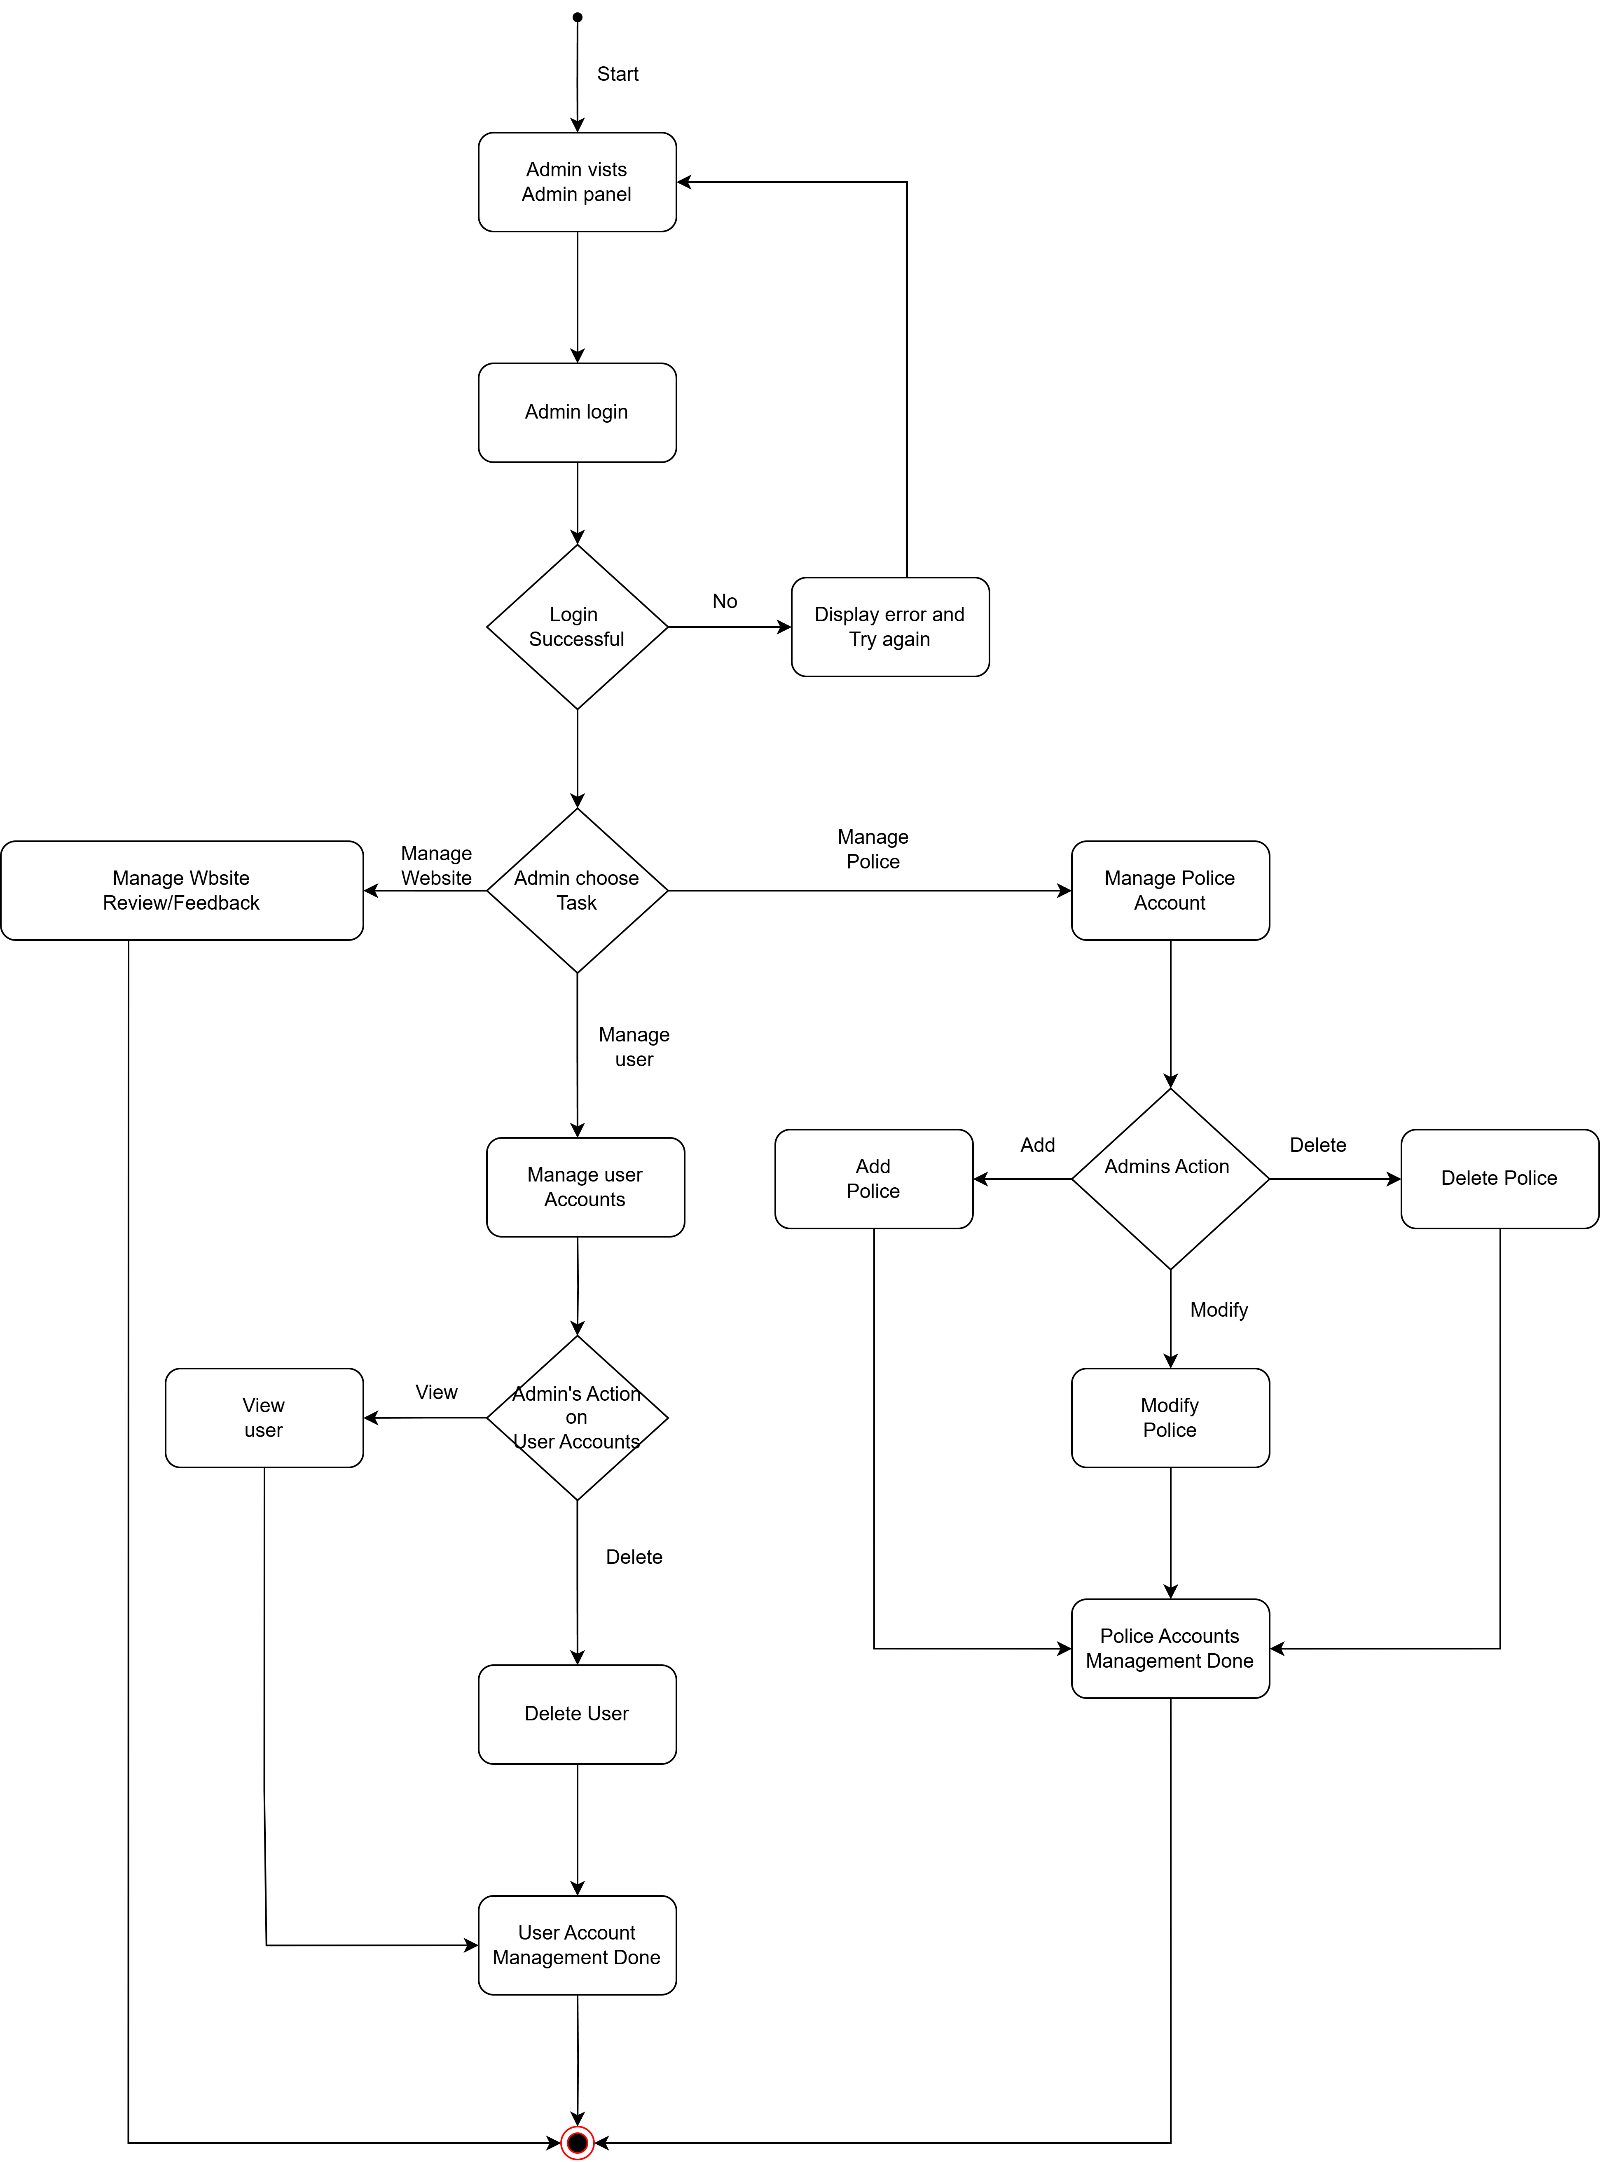 Start
Admin vists
Admin panel
Admin login
Login
Successful
No
Display error and
Try again
Manage Wbsite
Review/Feedback
Manage
Website
Admin choose
Task
Manage
Police
Manage Police
Account
Manage
user
Manage user
Accounts
Add
Police
Add
Admins Action
Delete
Delete Police
Modify
View
user
View
Admin's Action
on
User Accounts
Modify
Police
Delete
Delete User
Police Accounts
Management Done
User Account
Management Done